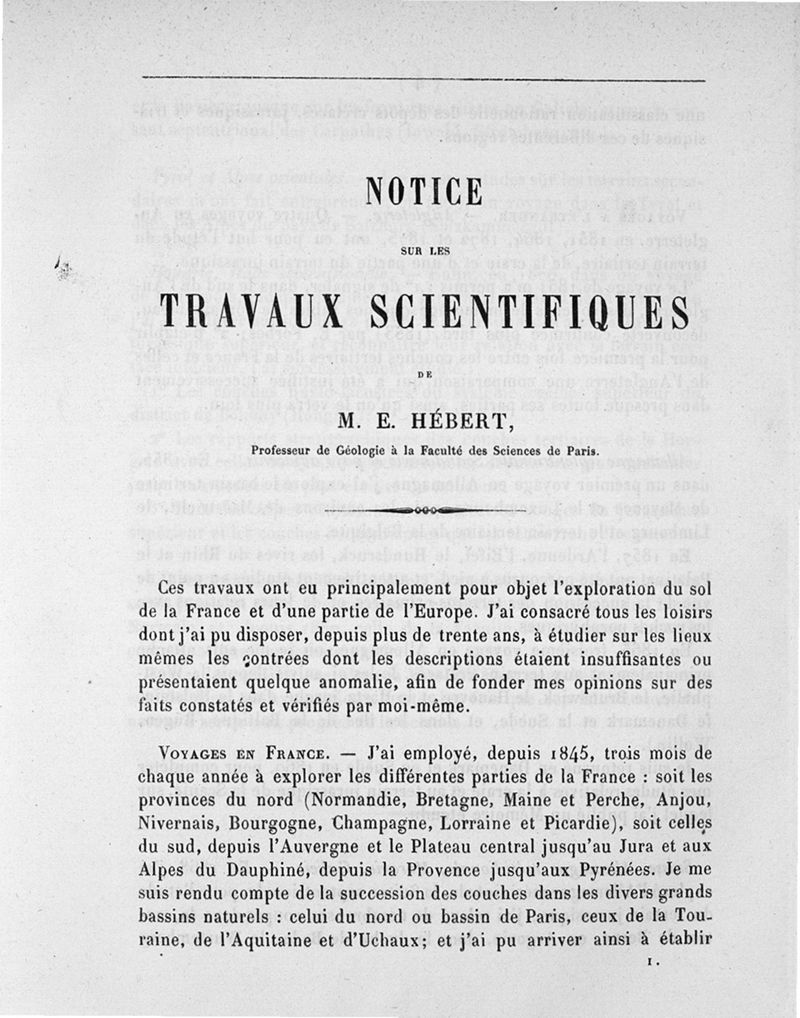 NOTICE
SUR LES
TRAVAUX SCIENTIFIQUES
DE
M. E. HÉBERT,
Professeur de Géologie à la Faculté des Sciences de Paris.
Ces travaux ont eu principalement pour objet l'exploration du sol
de la France et d'une partie de l'Europe. J'ai consacré tous les loisirs
dont j'ai pu disposer, depuis plus de trente ans, à étudier sur les lieux
mêmes les contrées dont les descriptions étaient insuffisantes ou
présentaient quelque anomalie, afin de fonder mes opinions sur des
faits constatés et vérifiés par moi-même.
VOYAGES EN FRANCE. — J'ai employé, depuis 1845, trois mois de
chaque année à explorer les différentes parties de la France : soit les
provinces du nord (Normandie, Bretagne, Maine et Perche, Anjou,
Nivernais, Bourgogne, Champagne, Lorraine et Picardie), soit celles
du sud, depuis l'Auvergne et le Plateau central jusqu'au Jura et aux
Alpes du Dauphiné, depuis la Provence jusqu'aux Pyrénées. Je me
suis rendu compte de la succession des couches dans les divers grands
bassins naturels : celui du nord ou bassin de Paris, ceux de la Tou-
raine, de l'Aquitaine et d'Uchaux; et j'ai pu arriver ainsi à établir
1.